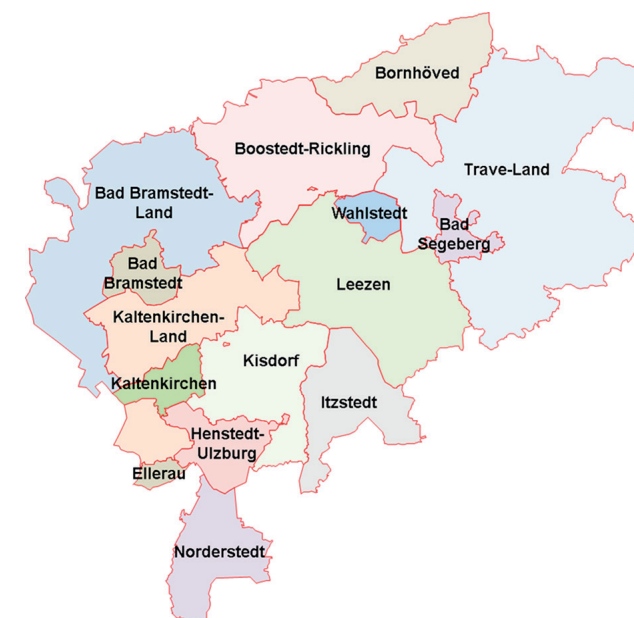 Bornhöved
Boostedt-Rickling
Trave-Land
Bad Bramstedt-
Land
Wahlstedt
Bad
Segeberg
Bad
Bramstedt
Leezen
Kaltenkirchen-
Land
Kisdorf
Kaltenkirchen
Itzstedt
Henstedt-
Ulzburg
Ellerau
Norderstedt